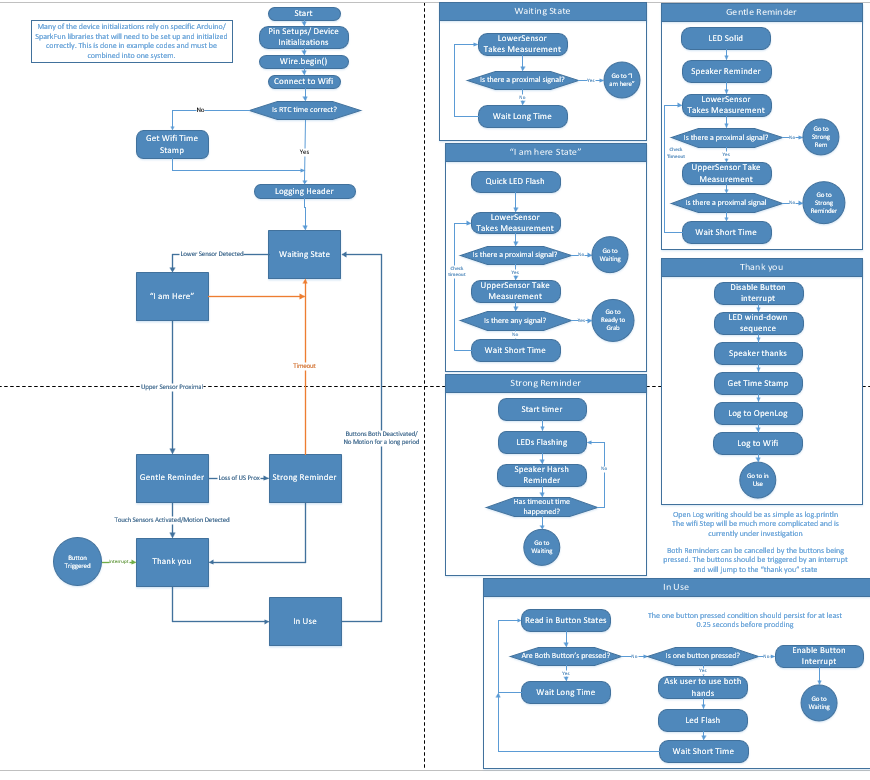 Many of the device initializations rely on specific Arduino/
SparkFun libraries that will need to be set up and initialized
correctly. This is done in example codes and must be
combined into one system.
Start
Pin Setups/ Device
Initializations
Wire.begin()
Connect to Wifi
Is RTC time correct?
No
Get Wifi Time
Stamp
Yes
Logging Header
Waiting State
Lower Sensor Detected
"I am Here"
Timeout
Upper Sensor Proximal
Buttons Both Deactivated/
No Motion for a long period
Gentle Reminder
Loss of US Prox
Strong Reminder
Touch Sensors Activated/Motion Detected
Button
Triggered
Interrupt
Thank you
In Use
Waiting State
LowerSensor
Takes Measurement
Is there a proximal signal?
Yes
Go to "I
am here"
No
Wait Long Time
"I am here State"
Quick LED Flash
LowerSensor
Takes Measurement
Is there a proximal signal?
No
Go to
Waiting
Check
timeout
Yes
UpperSensor Take
Measurement
Is there any signal?
Yes
Go to
Ready to
Grab
No
Wait Short Time
Strong Reminder
Start timer
LEDs Flashing
Speaker Harsh
Reminder
No
Has timeout time
happened?
Go to
Waiting
Gentle Reminder
LED Solid
Speaker Reminder
LowerSensor
Takes Measurement
Is there a proximal signal?
No
Go to
Strong
Rem
Check
Timeout
Yes
UpperSensor Take
Measurement
Is there a proximal signal
No
Go to
Strong
Reminder
Wait Short Time
Thank you
Disable Button
interrupt
LED wind-down
sequence
Speaker thanks
Get Time Stamp
Log to OpenLog
Log to Wifi
Go to in
Use
Open Log writing should be as simple as log.println
The wifi Step will be much more complicated and is
currently under investigation
Both Reminders can be cancelled by the buttons being
pressed. The buttons should be triggered by an interrupt
and will jump to the "thank you" state
In Use
Read in Button States
The one button pressed condition should persist for at least
0.25 seconds before prodding
Are Both Button's pressed?
No
Is one button pressed?
No
Enable Button
Interrupt
Yes
Yes
Wait Long Time
Ask user to use both
hands
Go to
Waiting
Led Flash
Wait Short Time